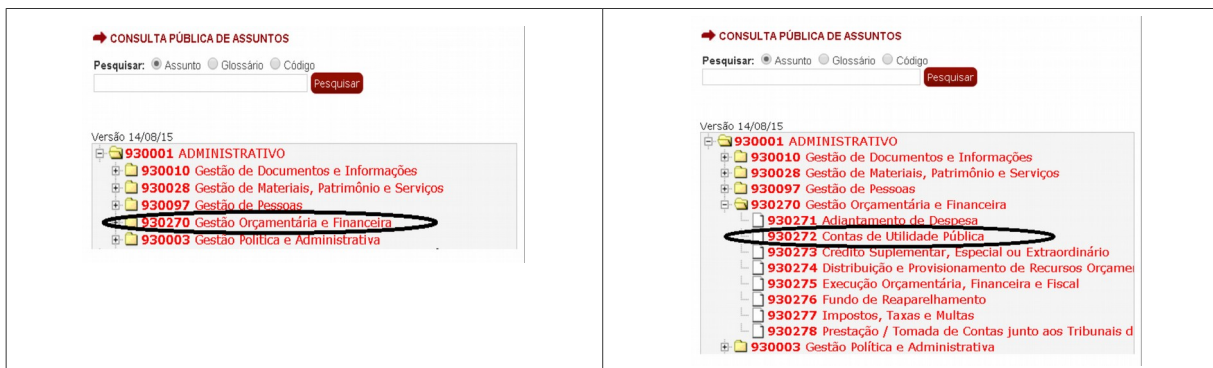 CONSULTA PÚBLICA DE ASSUNTOS
Pesquisar: Assunto Glossário Código
Pesquisar
Versão 14/08/15
930001 ADMINISTRATIVO
930010 Gestão de Documentos e Informações
930028 Gestão de Materiais, Patrimônio e Serviços
930097 Gestão de Pessoas
930270 Gestão Orçamentária e Financeira
930003 Gestão Política e Administrativa
CONSULTA PÚBLICA DE ASSUNTOS
Pesquisar: Assunto Glossário Código
Pesquisar
Versão 14/08/15
930001 ADMINISTRATIVO
930010 Gestão de Documentos e Informações
930028 Gestão de Materiais, Patrimônio e Serviços
930097 Gestão de Pessoas
930270 Gestão Orçamentária e Financeira
930271 Adiantamento de Despesa
930272 Contas de Utilidade Pública
930273 Crédito Suplementar, Especial ou Extraordinário
930274 Distribuição e Provisionamento de Recursos Orçame
930275 Execução Orçamentária, Financeira e Fiscal
930276 Fundo de Reaparelhamento
930277 Impostos, Taxas e Multas
930278 Prestação / Tomada de Contas junto aos Tribunais d
930003 Gestão Política e Administrativa